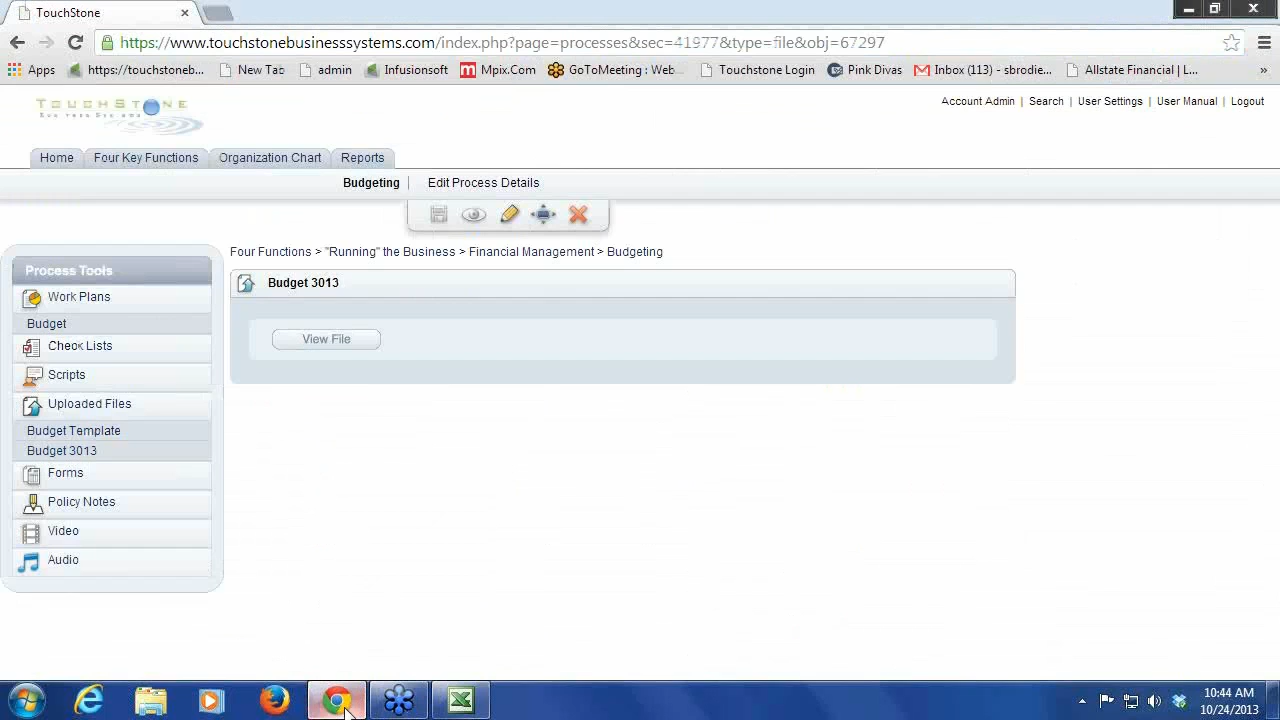 TouchStone
https://www.touchstonebusinesssystems.com/index.php?page=processes&sec=41977&type=file&obj=67297
Apps https://touchstoneb... New Tab admin Infusionsoft Mpix.Com GoToMeeting : Web... Touchstone Login Pink Divas Inbox (113) - sbrodie... Allstate Financial | L... »
Account Admin | Search | User Settings | User Manual | Logout
TOUCHSTONE
Home Four Key Functions Organization Chart Reports
Budgeting | Edit Process Details
Four Functions > "Running" the Business > Financial Management > Budgeting
Process Tools
Work Plans
Budget
Check Lists
Scripts
Uploaded Files
Budget Template
Budget 3013
Forms
Policy Notes
Video
Audio
Budget 3013
View File
10:44 AM
10/24/2013